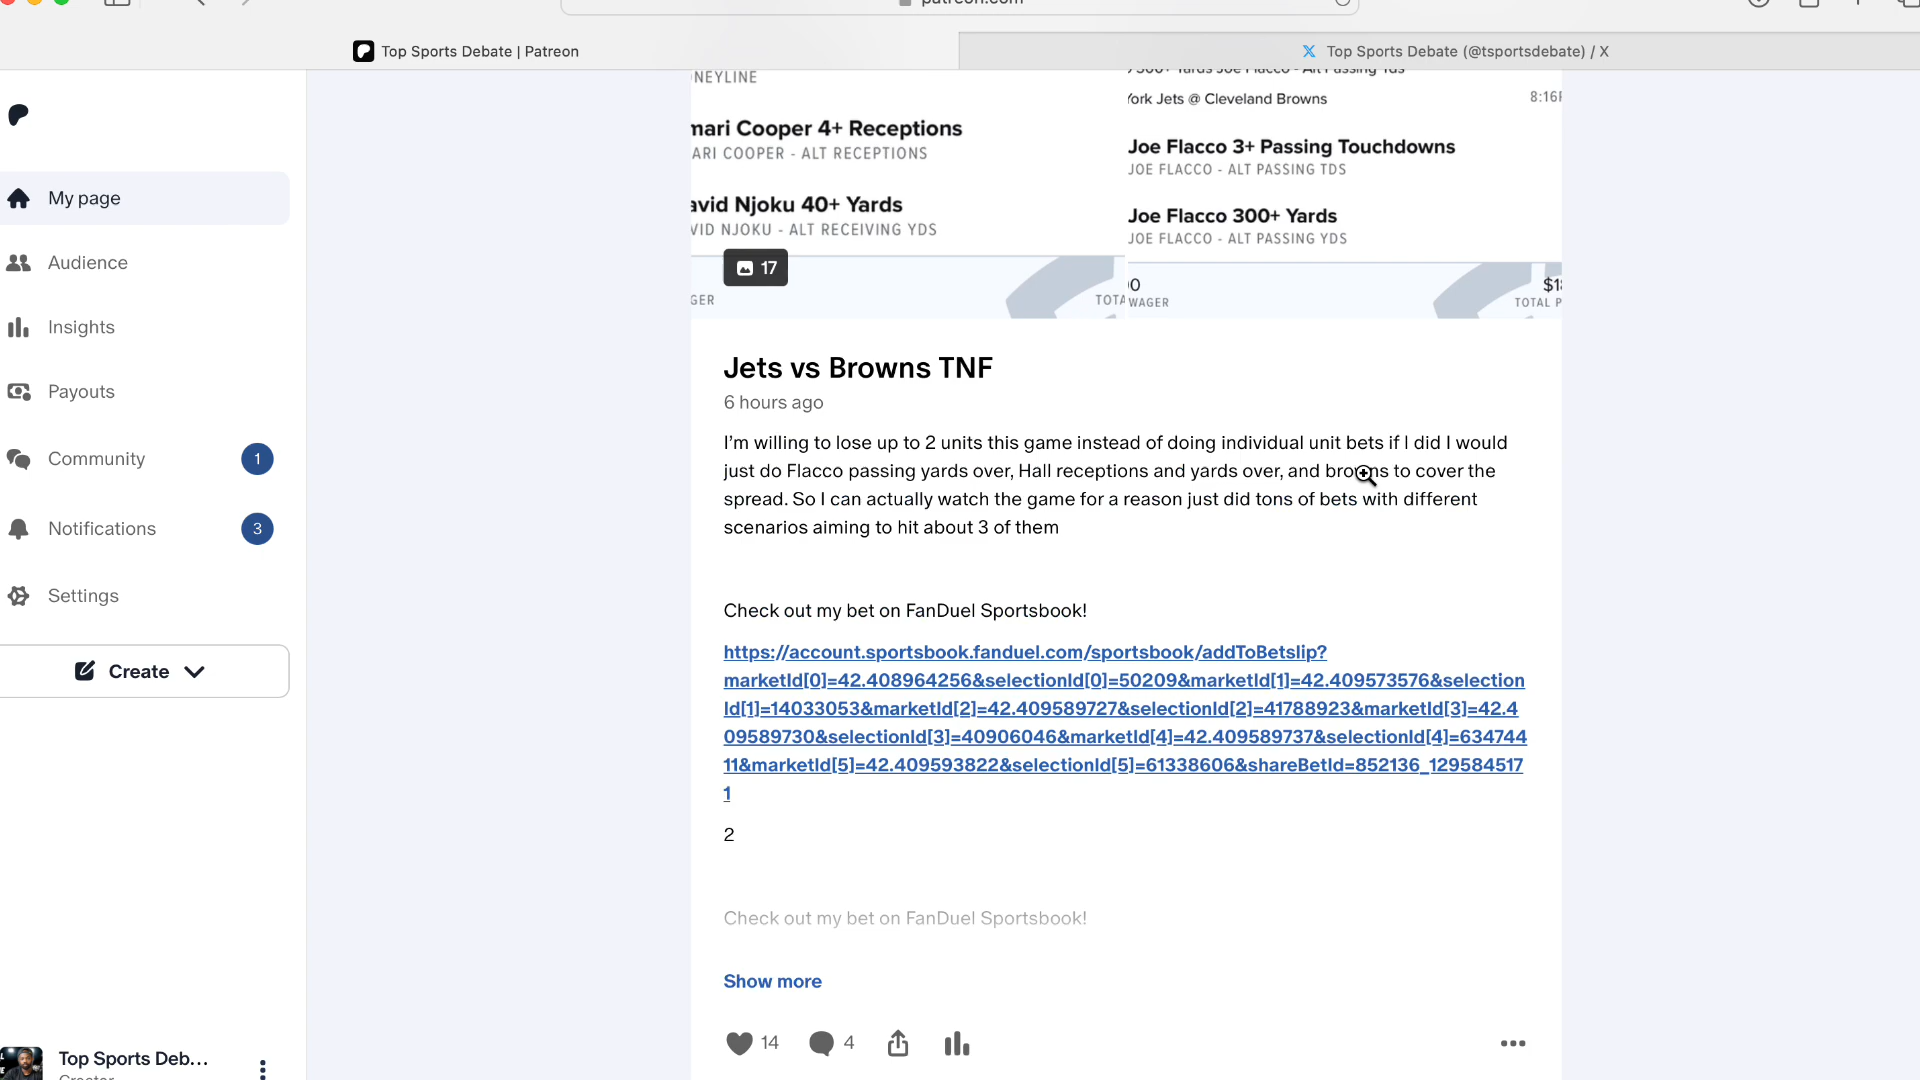 Top Sports Debate | Patreon
Top Sports Debate (@tsportsdebate) / X
My page
Audience
Insights
Payouts
Community 1
Notifications 3
Settings
Create
Top Sports Deb...
NEYLINE
mari Cooper 4+ Receptions
ARI COOPER - ALT RECEPTIONS
avid Njoku 40+ Yards
VID NJOKU - ALT RECEIVING YDS
17
GER
TOTA
York Jets @ Cleveland Browns
8:16
Joe Flacco 3+ Passing Touchdowns
JOE FLACCO - ALT PASSING TDS
Joe Flacco 300+ Yards
JOE FLACCO - ALT PASSING YDS
WAGER
TOTAL P
Jets vs Browns TNF
6 hours ago
I'm willing to lose up to 2 units this game instead of doing individual unit bets if I did I would
just do Flacco passing yards over, Hall receptions and yards over, and browns to cover the
spread. So I can actually watch the game for a reason just did tons of bets with different
scenarios aiming to hit about 3 of them
Check out my bet on FanDuel Sportsbook!
https://account.sportsbook.fanduel.com/sportsbook/addToBetslip?
marketId[0]=42.408964256&selectionId[0]=50209&marketId[1]=42.409573576&selection
Id[1]=14033053&marketId[2]=42.409589727&selectionId[2]=41788923&marketId[3]=42.4
09589730&selectionId[3]=40906046&marketId[4]=42.409589737&selectionId[4]=634744
11&marketId[5]=42.409593822&selectionId[5]=61338606&shareBetId=852136_129584517
1
2
Check out my bet on FanDuel Sportsbook!
Show more
14
4